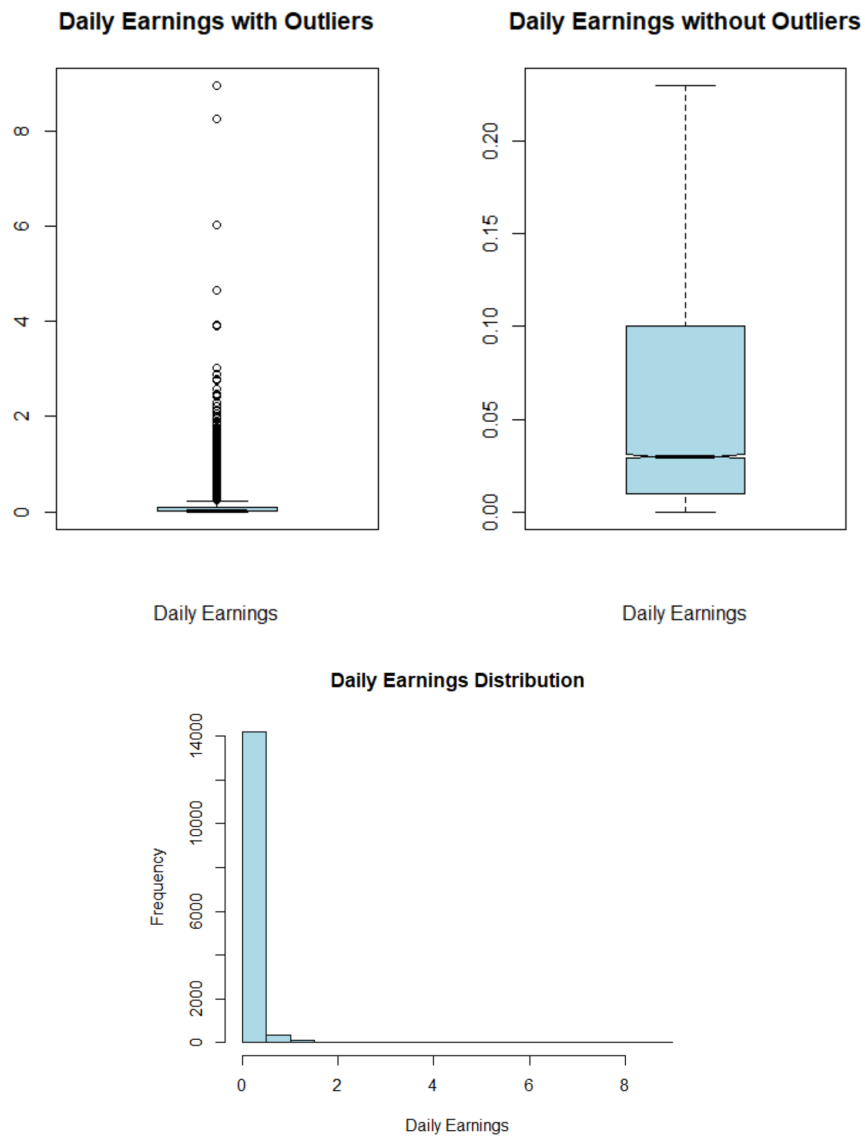 Daily Earnings with Outliers
8
6
4
2
0
Daily Earnings
Daily Earnings without Outliers
0.20
0.15
0.10
0.05
0.00
Daily Earnings
Daily Earnings Distribution
Frequency
14000
10000
6000
2000
0
0 2 4 6 8
Daily Earnings